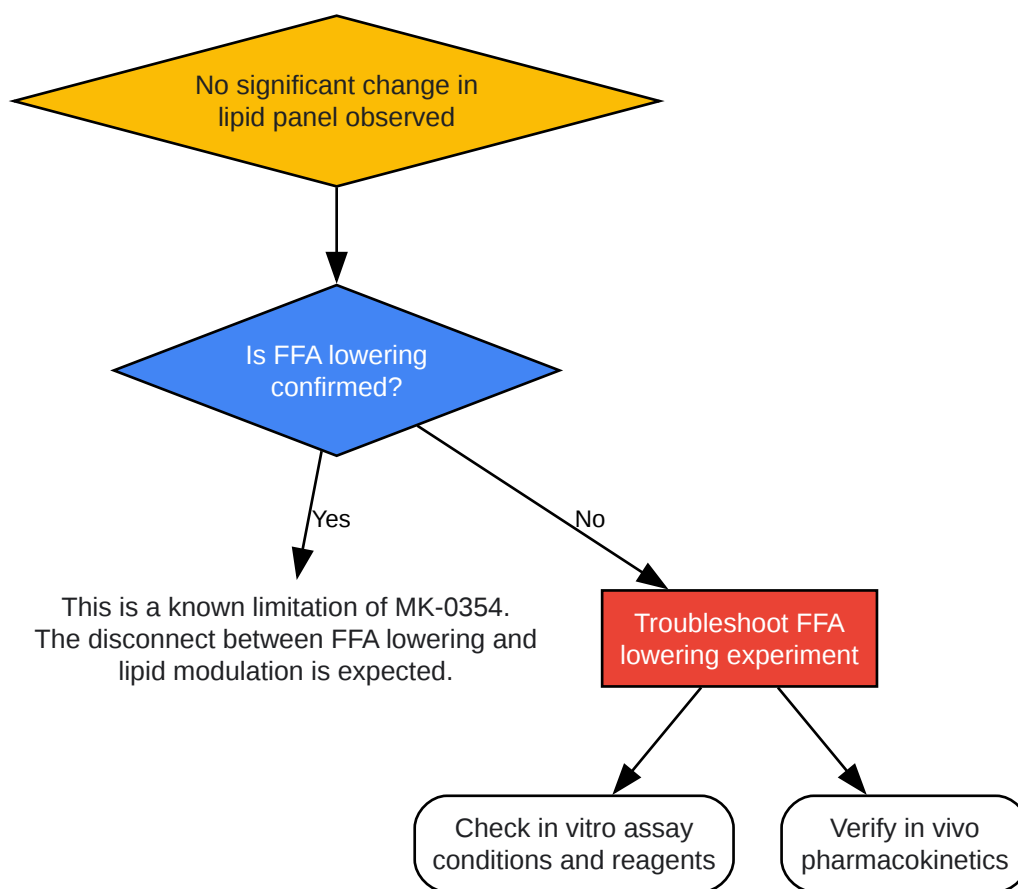 No significant change in
lipid panel observed
Is FFA lowering
confirmed?
Yes
No
This is a known limitation of MK-0354.
The disconnect between FFA lowering and
lipid modulation is expected.
Troubleshoot FFA
lowering experiment
Check in vitro assay
conditions and reagents
Verify in vivo
pharmacokinetics